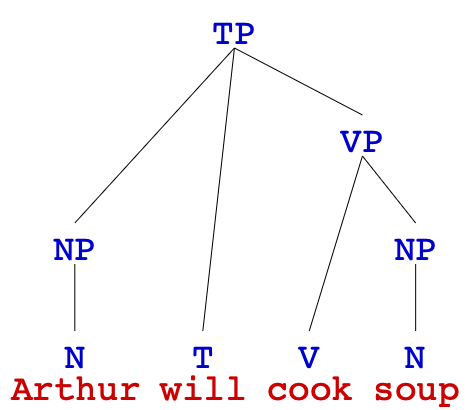 TP
VP
NP NP
N T V N
Arthur will cook soup